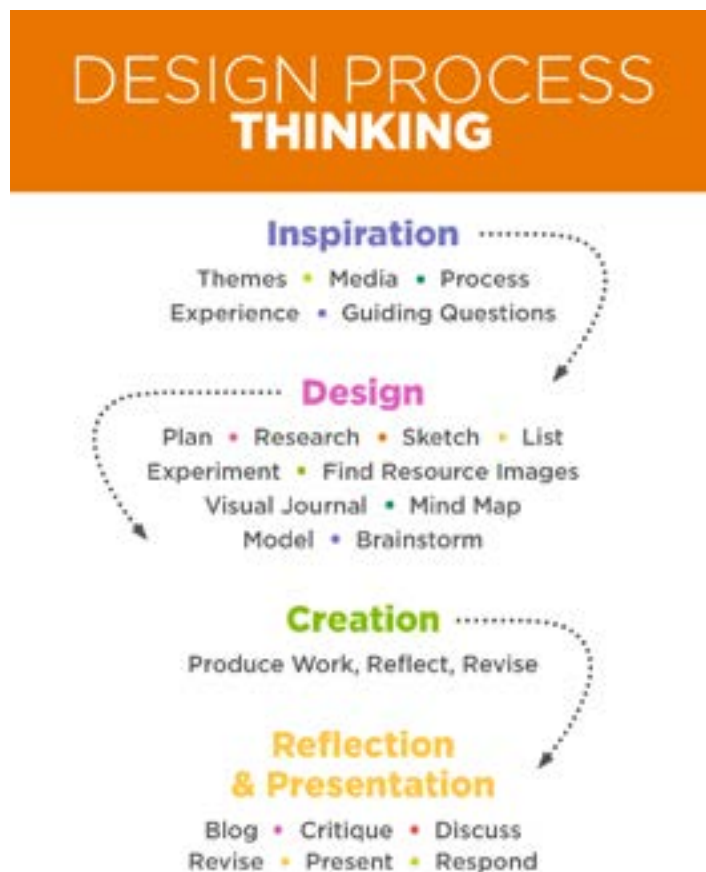 DESIGN PROCESS
THINKING
Inspiration
Themes • Media • Process
Experience • Guiding Questions
Design
Plan • Research • Sketch • List
Experiment • Find Resource Images
Visual Journal • Mind Map
Model • Brainstorm
Creation
Produce Work, Reflect, Revise
Reflection
& Presentation
Blog • Critique • Discuss
Revise • Present • Respond